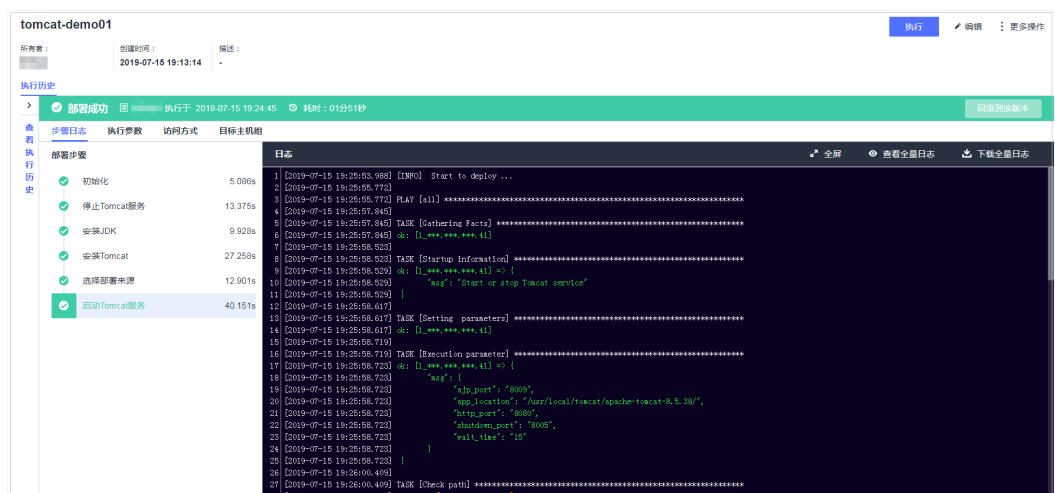 tomcat-demo01
执行 编辑 更多操作
所有者： 创建时间： 描述：
2019-07-15 19:13:14 -
执行历史
部署成功 执行于 2019-07-15 19:24:45 耗时：01分51秒 回滚到该版本
查看执行历史
步骤日志 执行参数 访问方式 目标主机组
部署步骤
初始化 5.086s
停止Tomcat服务 13.375s
安装JDK 9.928s
安装Tomcat 27.258s
选择部署来源 12.901s
启动Tomcat服务 40.151s
日志 全屏 查看全量日志 下载全量日志
1 [2019-07-15 19:25:53.988] [INFO] Start to deploy ...
2 [2019-07-15 19:25:55.772]
3 [2019-07-15 19:25:55.772] PLAY [all] *********************************************************************
4 [2019-07-15 19:25:57.845]
5 [2019-07-15 19:25:57.845] TASK [Gathering Facts] *********************************************************
6 [2019-07-15 19:25:57.845] ok: [1_***.***.***.41]
7 [2019-07-15 19:25:58.523]
8 [2019-07-15 19:25:58.523] TASK [Startup information] *****************************************************
9 [2019-07-15 19:25:58.529] ok: [1_***.***.***.41] => {
10 [2019-07-15 19:25:58.529] "msg": "Start or stop Tomcat service"
11 [2019-07-15 19:25:58.529] }
12 [2019-07-15 19:25:58.617]
13 [2019-07-15 19:25:58.617] TASK [Setting parameters] *****************************************************
14 [2019-07-15 19:25:58.617] ok: [1_***.***.***.41]
15 [2019-07-15 19:25:58.719]
16 [2019-07-15 19:25:58.719] TASK [Execution parameter] *****************************************************
17 [2019-07-15 19:25:58.723] ok: [1_***.***.***.41] => {
18 [2019-07-15 19:25:58.723] "msg": {
19 [2019-07-15 19:25:58.723] "ajp_port": "8009",
20 [2019-07-15 19:25:58.723] "app_location": "/usr/local/tomcat/apache-tomcat-8.5.38/",
21 [2019-07-15 19:25:58.723] "http_port": "8080",
22 [2019-07-15 19:25:58.723] "shutdown_port": "8005",
23 [2019-07-15 19:25:58.723] "wait_time": "15"
24 [2019-07-15 19:25:58.723] }
25 [2019-07-15 19:25:58.723] }
26 [2019-07-15 19:26:00.409]
27 [2019-07-15 19:26:00.409] TASK [Check path] **************************************************************